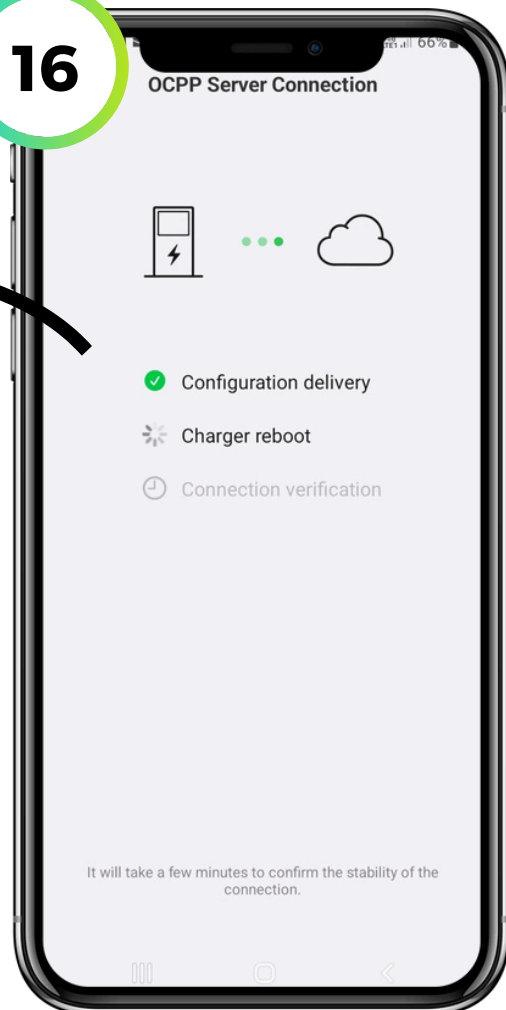 16
66%
OCPP Server Connection
Configuration delivery
Charger reboot
Connection verification
It will take a few minutes to confirm the stability of the
connection.